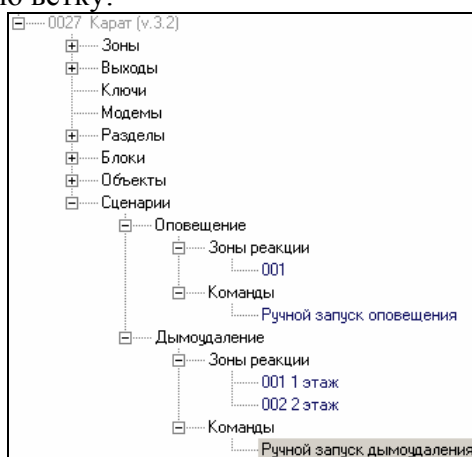 ю ветку.
0027 Карат (v.3.2)
Зоны
Выходы
Ключи
Модемы
Разделы
Блоки
Объекты
Сценарии
Оповещение
Зоны реакции
001
Команды
Ручной запуск оповещения
Дымоудаление
Зоны реакции
001 1 этаж
002 2 этаж
Команды
Ручной запуск дымоудаления